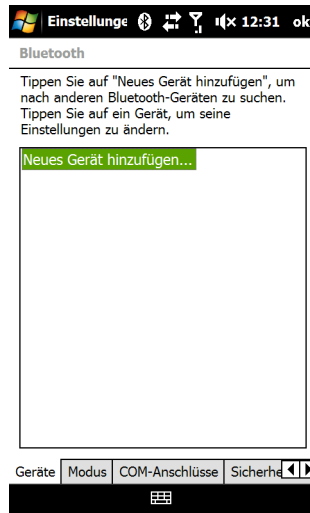 Einstellunge 12:31 ok
Bluetooth
Tippen Sie auf "Neues Gerät hinzufügen", um
nach anderen Bluetooth-Geräten zu suchen.
Tippen Sie auf ein Gerät, um seine
Einstellungen zu ändern.
Neues Gerät hinzufügen...
Geräte Modus COM-Anschlüsse Sicherhe